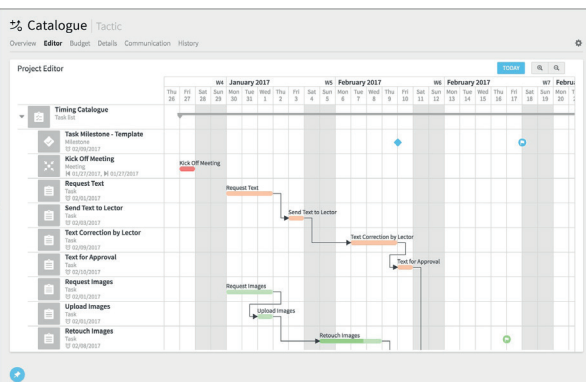 Catalogue Tactic
Overview Editor Budget Details Communication History
Project Editor
TODAY
W4 January 2017 W5 February 2017 W6 February 2017 W7 Februa
Thu Fri Sat Sun Mon Tue Wed Thu Fri Sat Sun Mon Tue Wed Thu Fri Sat Sun Mon Tue Wed Thu Fri Sat Sun Mon T
26 27 28 29 30 31 1 2 3 4 5 6 7 8 9 10 11 12 13 14 15 16 17 18 19 20
Timing Catalogue
Task list
Task Milestone - Template
Milestone
02/09/2017
Kick Off Meeting
Kick Off Meeting
Meeting
01/27/2017, 01/27/2017
Request Text
Request Text
Task
02/01/2017
Send Text to Lector
Send Text to Lector
Task
02/03/2017
Text Correction by Lector
Text Correction by Lector
Task
02/09/2017
Text for Approval
Text for Approval
Task
02/10/2017
Request Images
Request Images
Task
02/01/2017
Upload Images
Upload Images
Task
02/01/2017
Retouch Images
Retouch Images
Task
02/08/2017